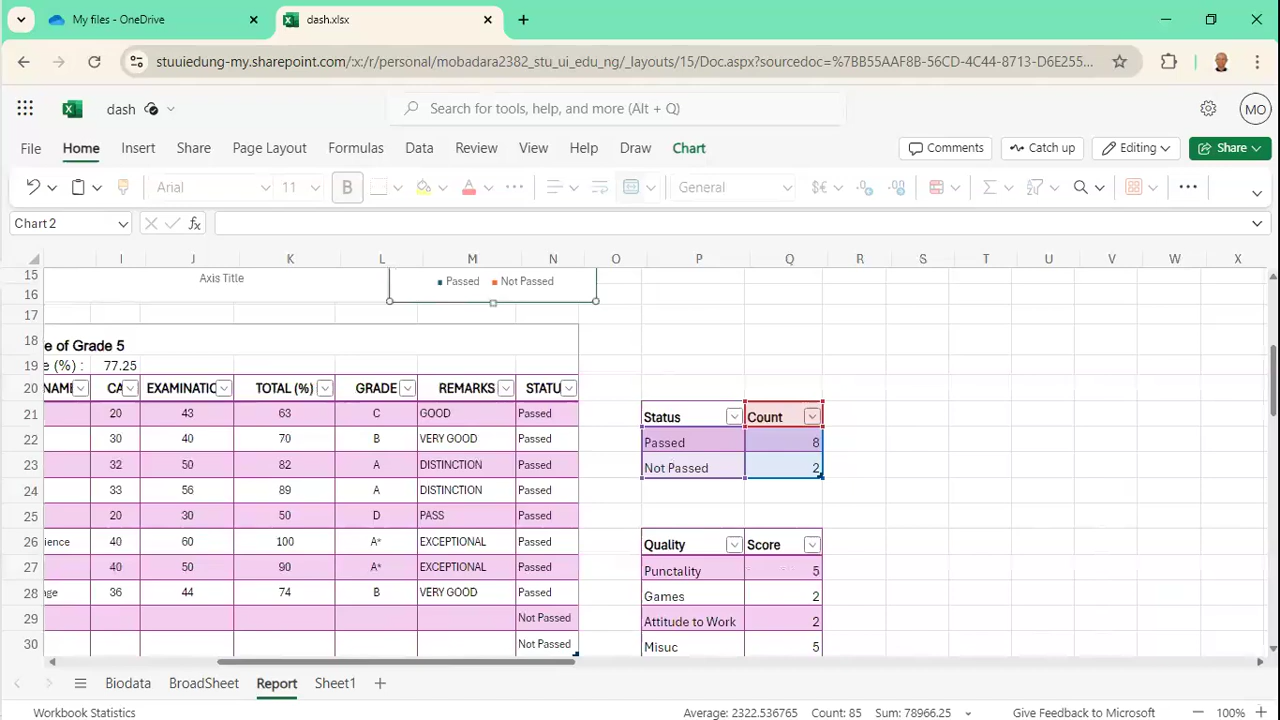 My files - OneDrive
dash.xlsx
stuuiedung-my.sharepoint.com/:x:/r/personal/mobidara2382_stu_ui_edu_ng/_layouts/15/Doc.aspx?sourcedoc=%7BB55AAF8B-56CD-4C44-8713-D6E255...
dash
Search for tools, help, and more (Alt + Q)
MO
File Home Insert Share Page Layout Formulas Data Review View Help Draw Chart
Comments Catch up Editing Share
Arial 11 B A General $€
Chart 2 fx
I J K L M N O P Q R S T U V W X
15 Axis Title Passed Not Passed
16
17
18 e of Grade 5
19 e (%) : 77.25
20 NAME CA EXAMINATIO TOTAL (%) GRADE REMARKS STATU
21 20 43 63 C GOOD Passed Status Count
22 30 40 70 B VERY GOOD Passed Passed 8
23 32 50 82 A DISTINCTION Passed Not Passed 2
24 33 56 89 A DISTINCTION Passed
25 20 30 50 D PASS Passed
26 ience 40 60 100 A* EXCEPTIONAL Passed Quality Score
27 40 50 90 A* EXCEPTIONAL Passed Punctality 5
28 ge 36 44 74 B VERY GOOD Passed Games 2
29 Not Passed Attitude to Work 2
30 Not Passed Misuc 5
Biodata BroadSheet Report Sheet1
Workbook Statistics Average: 2322.536765 Count: 85 Sum: 78966.25 Give Feedback to Microsoft 100%